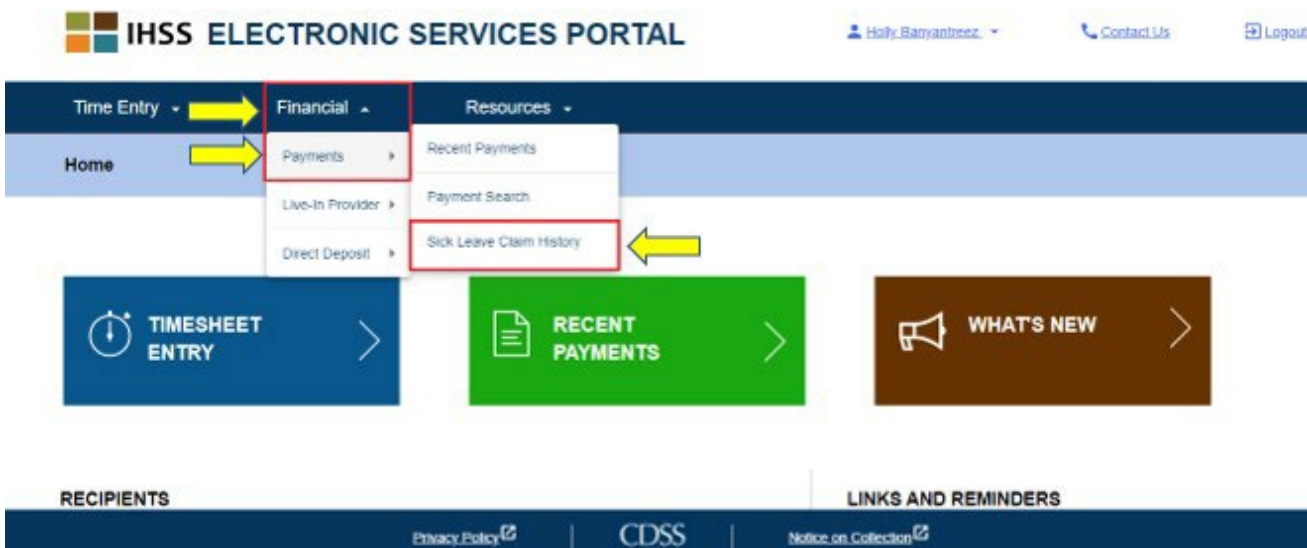 IHSS ELECTRONIC SERVICES PORTAL
Holly Banyantreez
Contact Us
Logout
Time Entry
Financial
Resources
Home
Payments
Recent Payments
Payment Search
Live-In Provider
Sick Leave Claim History
Direct Deposit
TIMESHEET
ENTRY
RECENT
PAYMENTS
WHAT'S NEW
RECIPIENTS
LINKS AND REMINDERS
Privacy Policy
CDSS
Notice on Collection